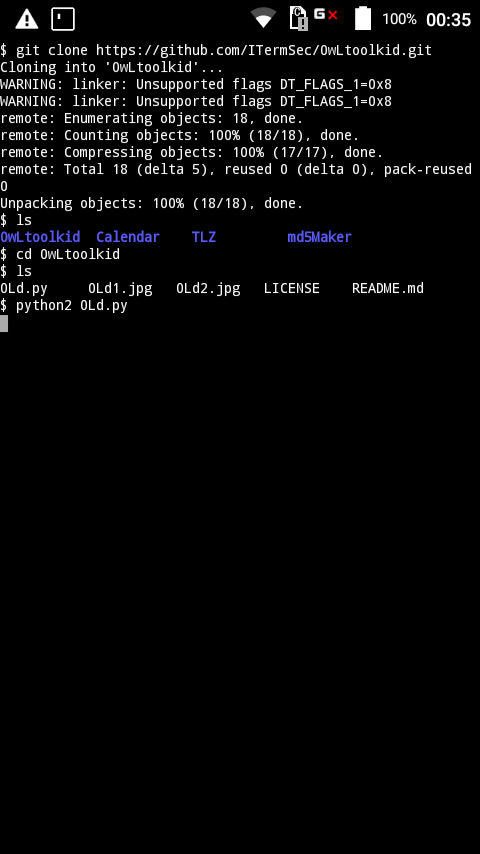 100% 00:35
$ git clone https://github.com/ITermSec/OwLtoolkid.git
Cloning into 'OwLtoolkid'...
WARNING: linker: Unsupported flags DT_FLAGS_1=0x8
WARNING: linker: Unsupported flags DT_FLAGS_1=0x8
remote: Enumerating objects: 18, done.
remote: Counting objects: 100% (18/18), done.
remote: Compressing objects: 100% (17/17), done.
remote: Total 18 (delta 5), reused 0 (delta 0), pack-reused
0
Unpacking objects: 100% (18/18), done.
$ ls
OwLtoolkid Calendar TLZ md5Maker
$ cd OwLtoolkid
$ ls
OLd.py OLd1.jpg OLd2.jpg LICENSE README.md
$ python2 OLd.py